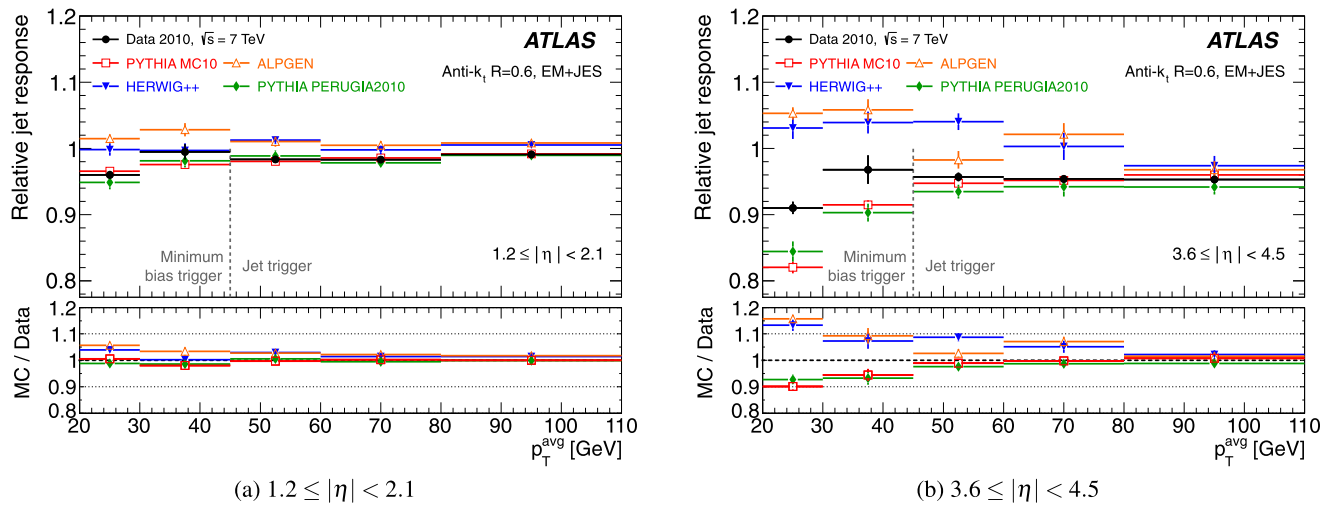 Relative jet response
1.2
1.1
1
0.9
0.8
Data 2010, √s = 7 TeV
PYTHIA MC10
ALPGEN
HERWIG++
PYTHIA PERUGIA2010
ATLAS
Anti-kt R=0.6, EM+JES
Minimum
bias trigger
Jet trigger
1.2 ≤ | η | < 2.1
MC / Data
1.2
1.1
1
0.9
0.8
20 30 40 50 60 70 80 90 100 110
pTavg [GeV]
(a) 1.2 ≤ |η| < 2.1
Relative jet response
1.2
1.1
1
0.9
0.8
Data 2010, √s = 7 TeV
PYTHIA MC10
ALPGEN
HERWIG++
PYTHIA PERUGIA2010
ATLAS
Anti-kt R=0.6, EM+JES
Minimum
bias trigger
Jet trigger
3.6 ≤ | η | < 4.5
MC / Data
1.2
1.1
1
0.9
0.8
20 30 40 50 60 70 80 90 100 110
pTavg [GeV]
(b) 3.6 ≤ |η| < 4.5